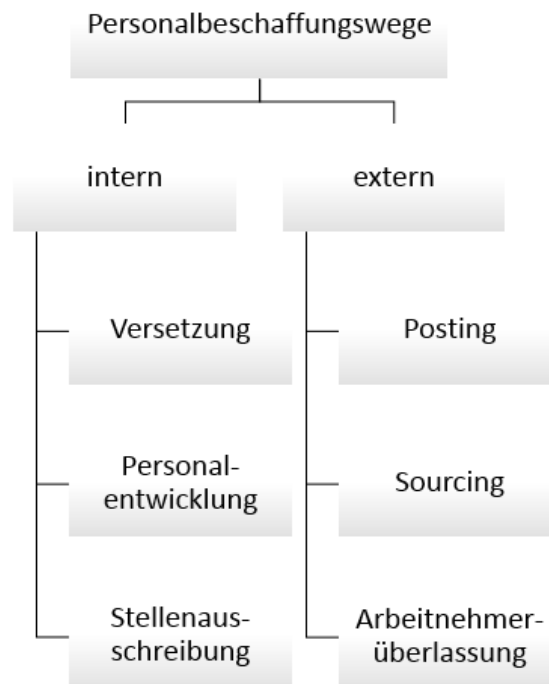 Personalbeschaffungswege
intern
extern
Versetzung
Posting
Personal-
entwicklung
Sourcing
Stellenaus-
schreibung
Arbeitnehmer-
überlassung